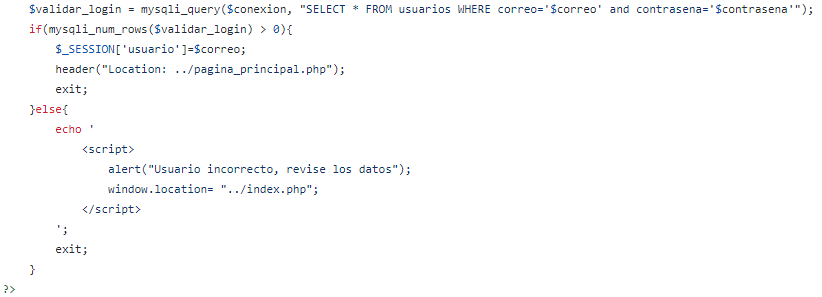 $validar_login = mysqli_query($conexion, "SELECT * FROM usuarios WHERE correo='$correo' and contrasena='$contrasena'");
if(mysqli_num_rows($validar_login) > 0){
$_SESSION['usuario']=$correo;
header("Location: ../pagina_principal.php");
exit;
}else{
echo '
<script>
alert("Usuario incorrecto, revise los datos");
window.location= "../index.php";
</script>
';
exit;
}
?>